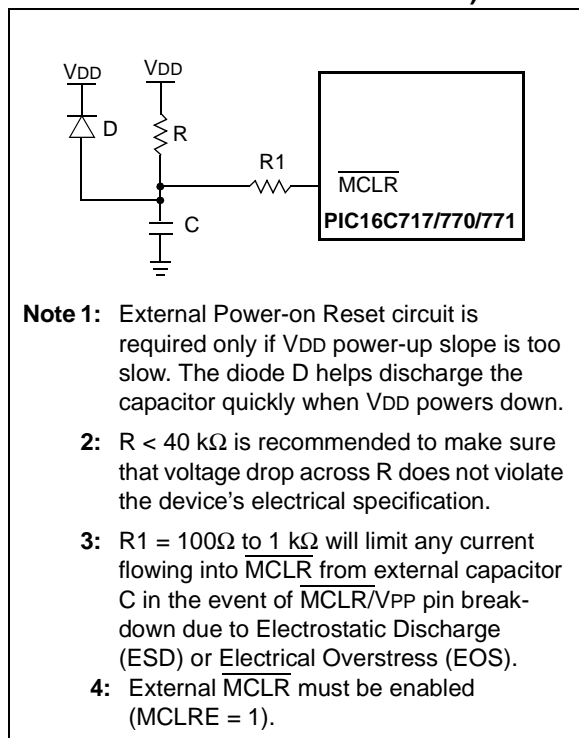 VDD VDD
D
R
R1
MCLR
C
PIC16C717/770/771
Note 1: External Power-on Reset circuit is
required only if VDD power-up slope is too
slow. The diode D helps discharge the
capacitor quickly when VDD powers down.
2: R < 40 kΩ is recommended to make sure
that voltage drop across R does not violate
the device's electrical specification.
3: R1 = 100Ω to 1 kΩ will limit any current
flowing into MCLR from external capacitor
C in the event of MCLR/VPP pin break-
down due to Electrostatic Discharge
(ESD) or Electrical Overstress (EOS).
4: External MCLR must be enabled
(MCLRE = 1).